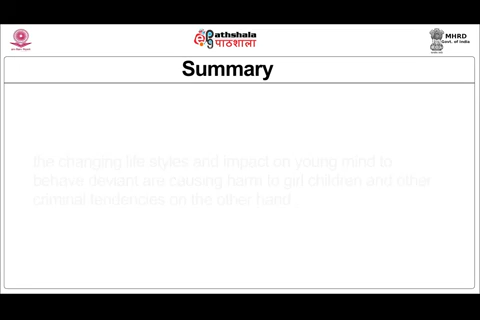 ePathshala
पाठशाला
MHRD
Govt. of India
Summary
the changing life styles and impact on young mind to
behave deviant are causing harm to girl children and other
criminal tendencies on the other hand